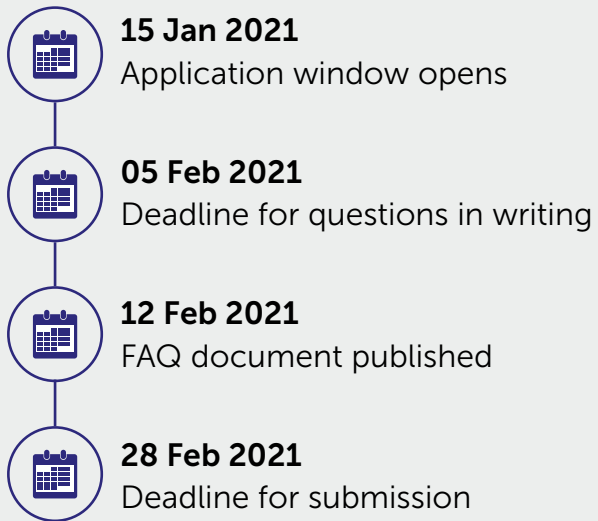 15 Jan 2021
Application window opens
05 Feb 2021
Deadline for questions in writing
12 Feb 2021
FAQ document published
28 Feb 2021
Deadline for submission